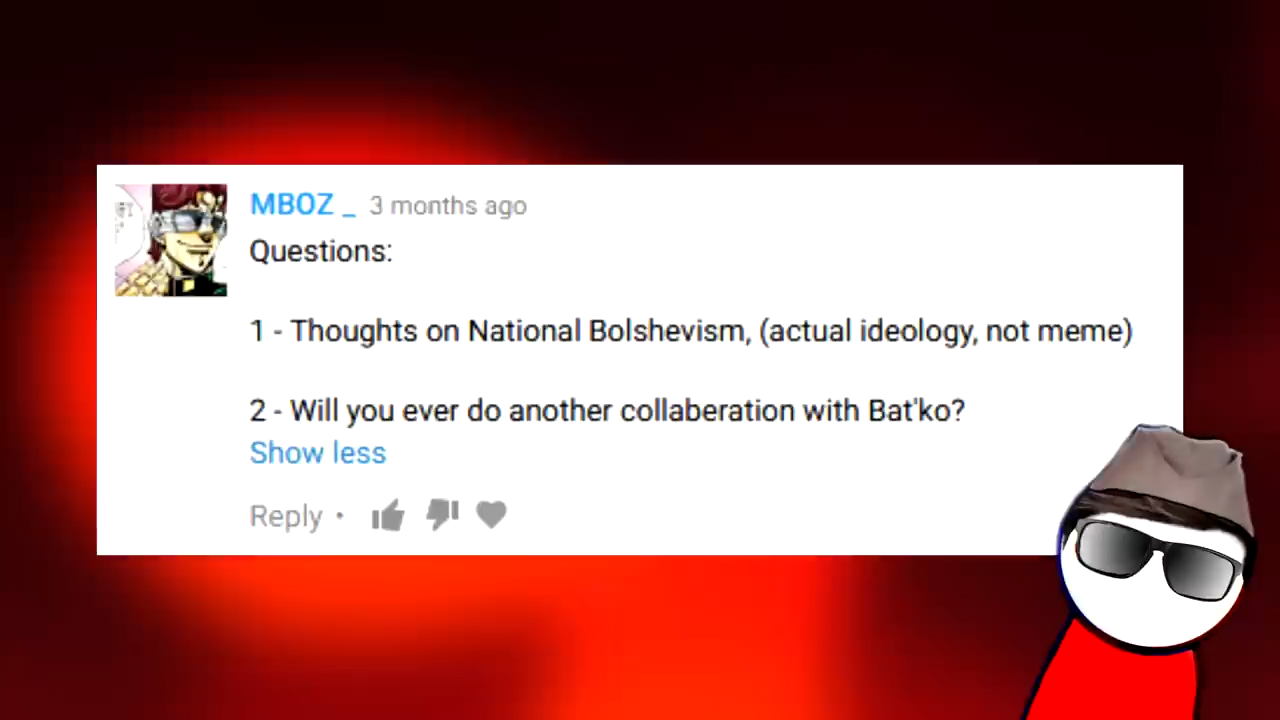 MBOZ _ 3 months ago
Questions:
1 - Thoughts on National Bolshevism, (actual ideology, not meme)
2 - Will you ever do another collaberation with Bat'ko?
Show less
Reply •